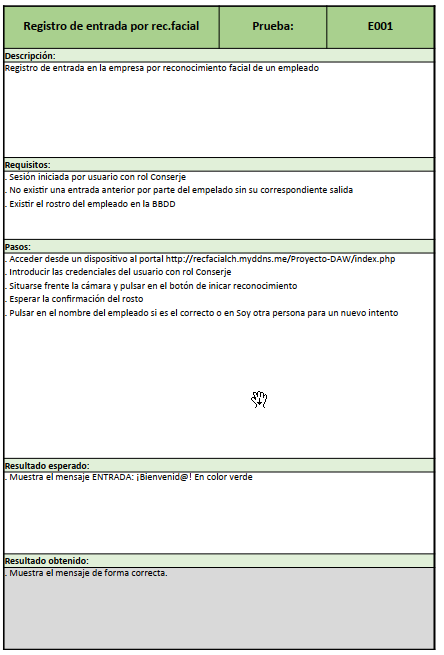 Registro de entrada por rec.facial Prueba: E001
Descripción:
Registro de entrada en la empresa por reconocimiento facial de un empleado
Requisitos:
. Sesión iniciada por usuario con rol Conserje
. No existir una entrada anterior por parte del empelado sin su correspondiente salida
. Existir el rostro del empleado en la BBDD
Pasos:
. Acceder desde un dispositivo al portal http://recfacialch.myddns.me/Proyecto-DAW/index.php
. Introducir las credenciales del usuario con rol Conserje
. Situarse frente la cámara y pulsar en el botón de inicar reconocimiento
. Esperar la confirmación del rosto
. Pulsar en el nombre del empleado si es el correcto o en Soy otra persona para un nuevo intento
Resultado esperado:
. Muestra el mensaje ENTRADA: ¡Bienvenid@! En color verde
Resultado obtenido:
. Muestra el mensaje de forma correcta.